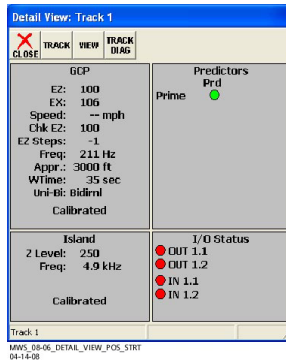 Detail View: Track 1
CLOSE TRACK VIEW TRACK DIAG
GCP
EZ: 100
EX: 106
Speed: -- mph
Chk EZ: 100
EZ Steps: -1
Freq: 211 Hz
Appr.: 3000 ft
WTime: 35 sec
Uni-Bi: Bidirnl
Calibrated
Predictors
Prd
Prime
Island
Z Level: 250
Freq: 4.9 kHz
Calibrated
I/O Status
OUT 1.1
OUT 1.2
IN 1.1
IN 1.2
Track 1
MWS_08-06_DETAIL_VIEW_POS_STRT
04-14-08